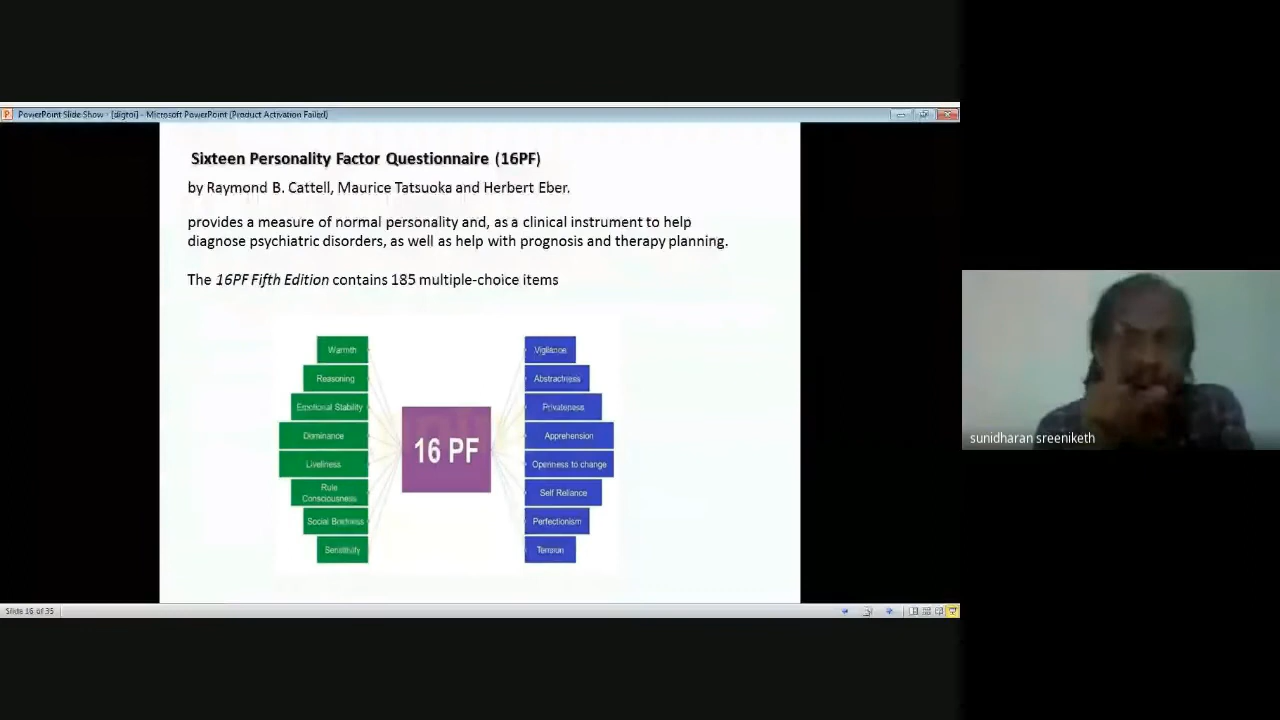 PowerPoint Slide Show - [digtoi] - Microsoft PowerPoint (Product Activation Failed)
Sixteen Personality Factor Questionnaire (16PF)
by Raymond B. Cattell, Maurice Tatsuoka and Herbert Eber.
provides a measure of normal personality and, as a clinical instrument to help
diagnose psychiatric disorders, as well as help with prognosis and therapy planning.
The 16PF Fifth Edition contains 185 multiple-choice items
Warmth
Reasoning
Emotional Stability
Dominance
Liveliness
Rule
Consciousness
Social Boldness
Sensitivity
16 PF
Vigilance
Abstractness
Privateness
Apprehension
Openness to change
Self Reliance
Perfectionism
Tension
sunidharan sreeniketh
Slide 16 of 35